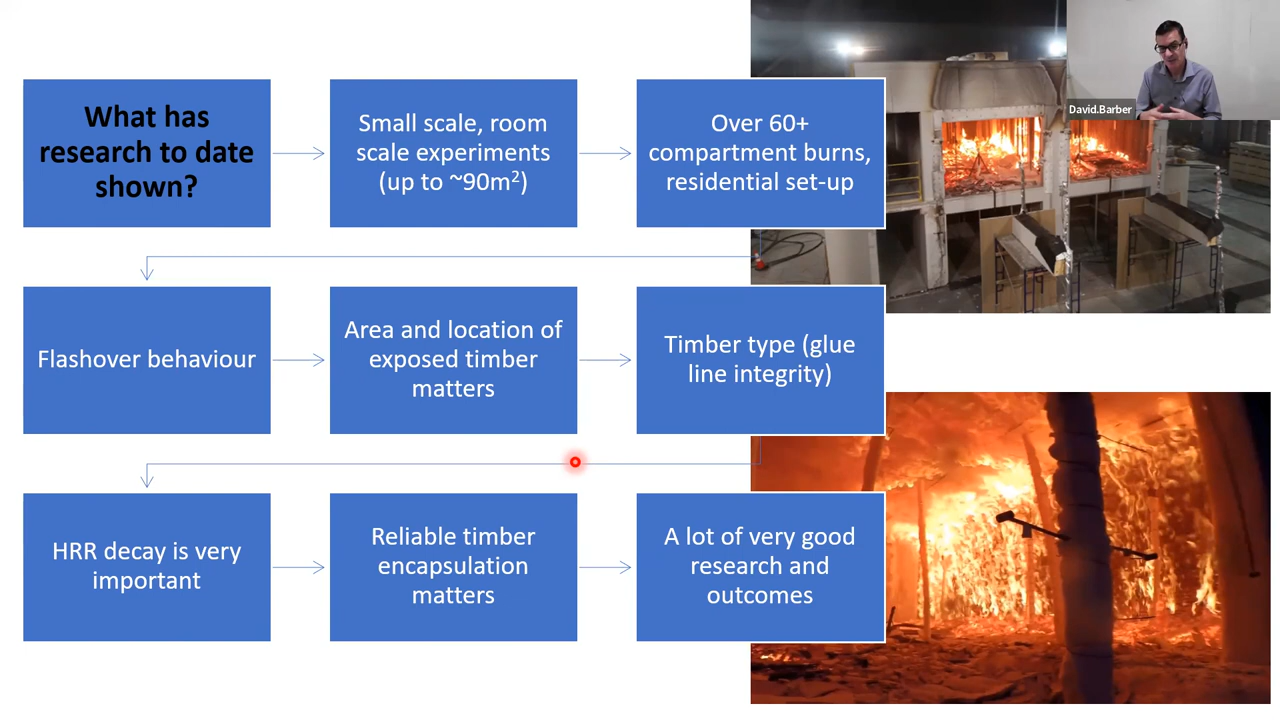 What has
research to date
shown?
Small scale, room
scale experiments
(up to ~90m²)
Over 60+
compartment burns,
residential set-up
David.Barber
Flashover behaviour
Area and location of
exposed timber
matters
Timber type (glue
line integrity)
HRR decay is very
important
Reliable timber
encapsulation
matters
A lot of very good
research and
outcomes